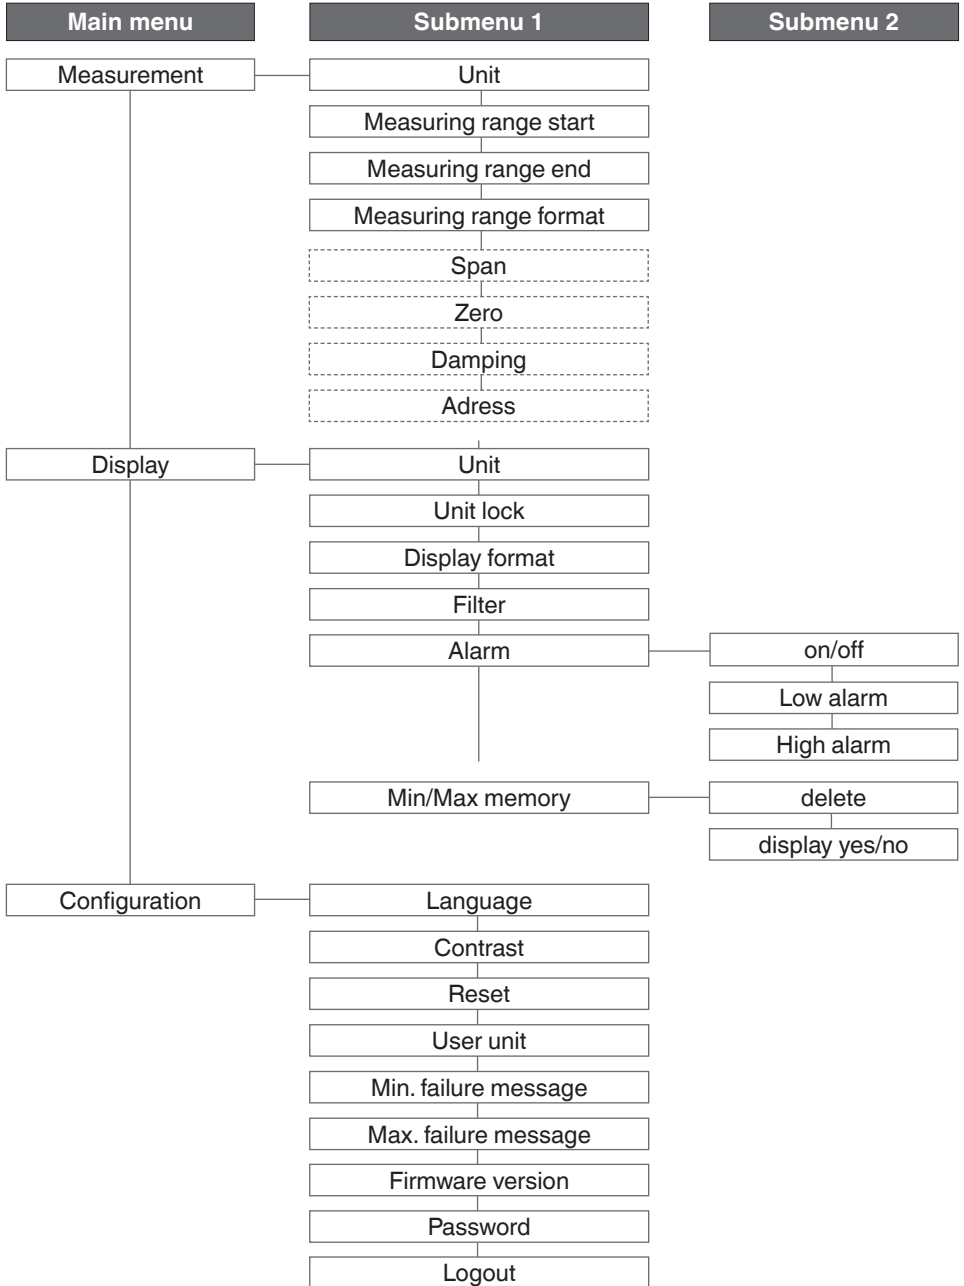 Main menu
Submenu 1
Submenu 2
Measurement
Unit
Measuring range start
Measuring range end
Measuring range format
Span
Zero
Damping
Adress
Display
Unit
Unit lock
Display format
Filter
Alarm
on/off
Low alarm
High alarm
Min/Max memory
delete
display yes/no
Configuration
Language
Contrast
Reset
User unit
Min. failure message
Max. failure message
Firmware version
Password
Logout